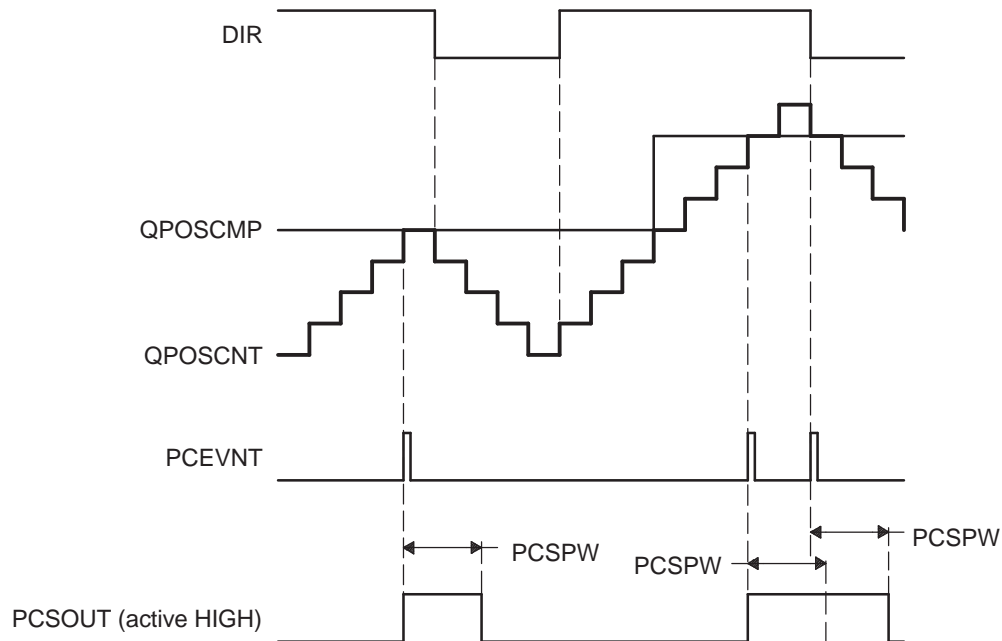 DIR
QPOSCMP
QPOSCNT
PCEVNT
PCSPW
PCSPW
PCSPW
PCSOUT (active HIGH)